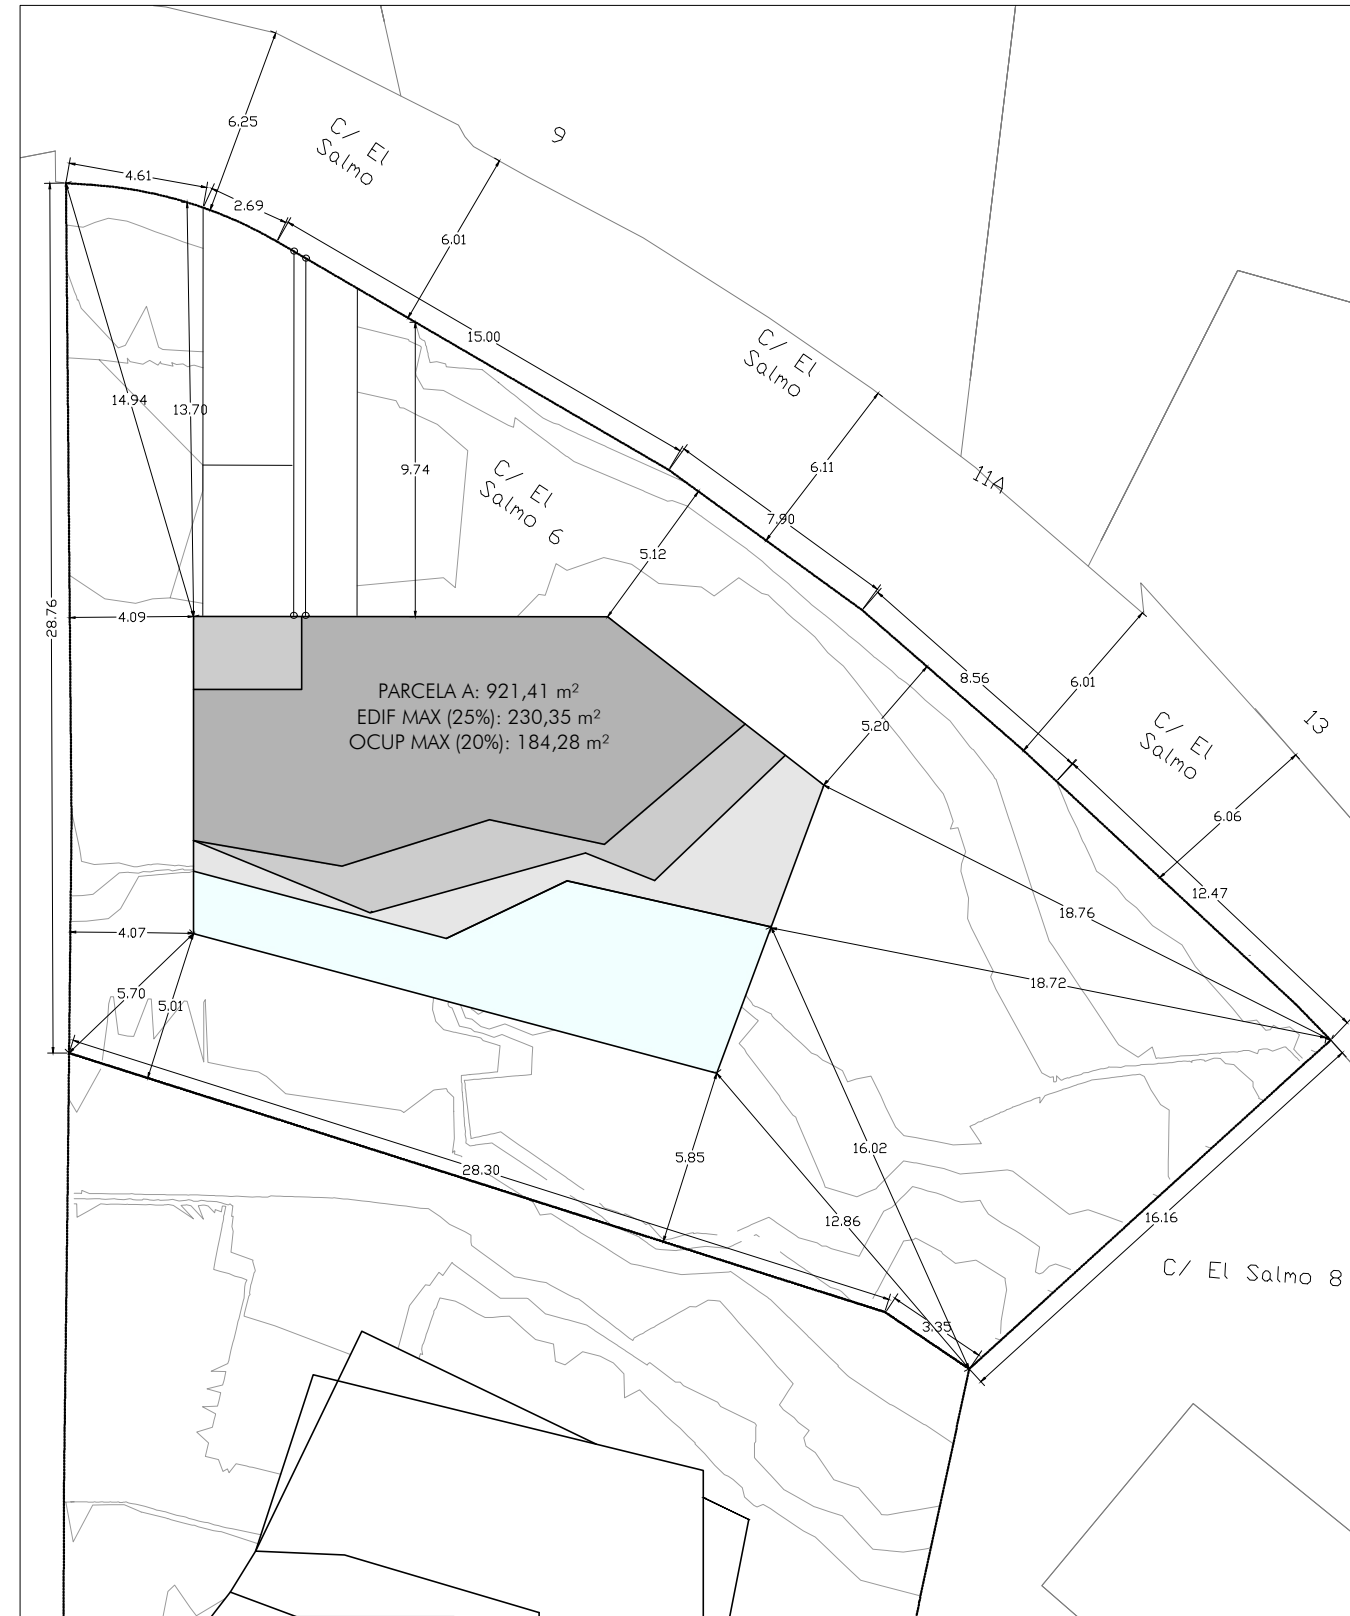 6.25
C/ El
Salmo
9
4.61
2.69
6.01
15.00
C/ El
Salmo
14.94
13.70
9.74
C/ El
Salmo 6
6.11
11A
7.90
5.12
28.76
4.09
8.56
6.01
PARCELA A: 921,41 m²
EDIF MAX (25%): 230,35 m²
OCUP MAX (20%): 184,28 m²
5.20
C/ El
Salmo
13
6.06
12.47
18.76
4.07
18.72
5.70
5.01
16.02
5.85
28.30
12.86
16.16
C/ El Salmo 8
3.35